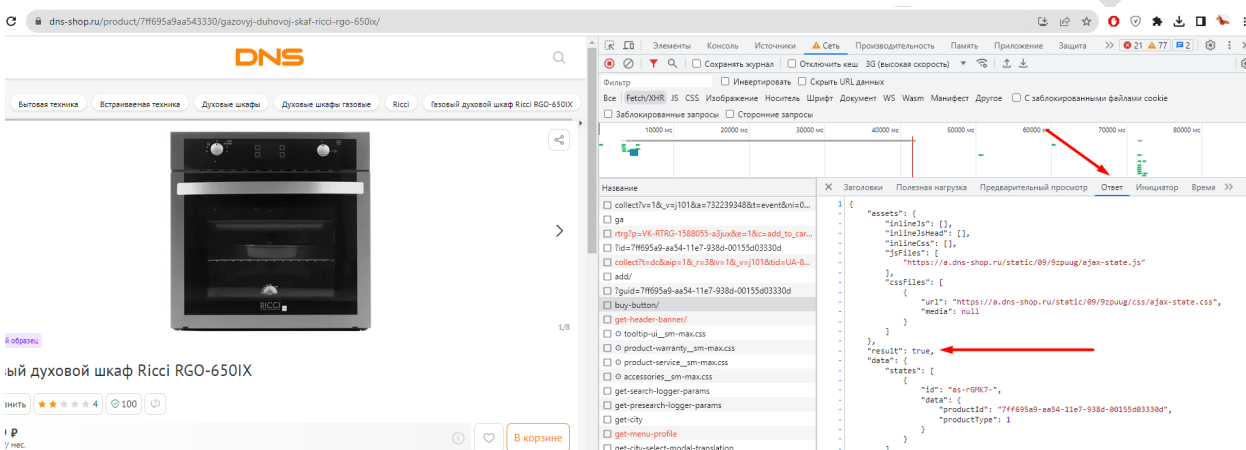 dns-shop.ru/product/7ff695a9aa543330/gazovyj-duhovoj-skaf-ricci-rgo-650ix/
DNS
Бытовая техника Встраиваемая техника Духовые шкафы Духовые шкафы газовые Ricci Газовый духовой шкаф Ricci RGO-650IX
RICCI
1/8
й образец
ый духовой шкаф Ricci RGO-650IX
внить 4 100
₽
/ мес.
В корзине
Элементы Консоль Источники Сеть Производительность Память Приложение Защита 21 77 2
Сохранять журнал Отключить кеш 3G (высокая скорость)
Фильтр Инвертировать Скрыть URL данных
Все Fetch/XHR JS CSS Изображение Носитель Шрифт Документ WS Wasm Манифест Другое С заблокированными файлами cookie
Заблокированные запросы Сторонние запросы
10000 мс 20000 мс 30000 мс 40000 мс 50000 мс 60000 мс 70000 мс 80000 мс
Название
collect?v=1&_v=j101&a=732239348&t=event&ni=0...
ga
rtrg?p=VK-RTRG-1588055-a3jux&e=1&c=add_to_car...
?id=7ff695a9-aa54-11e7-938d-00155d03330d
collect?t=dc&aip=1&_r=3&v=1&_v=j101&tid=UA-8...
add/
?guid=7ff695a9-aa54-11e7-938d-00155d03330d
buy-button/
get-header-banner/
tooltip-ui__sm-max.css
product-warranty__sm-max.css
product-service__sm-max.css
accessories__sm-max.css
get-search-logger-params
get-presearch-logger-params
get-city
get-menu-profile
get-city-select-modal-translation
Заголовки Полезная нагрузка Предварительный просмотр Ответ Инициатор Время
1 {
- "assets": {
- "inlineJs": [],
- "inlineJsHead": [],
- "inlineCss": [],
- "jsFiles": [
- "https://a.dns-shop.ru/static/09/9zpuug/ajax-state.js"
- ],
- "cssFiles": [
- {
- "url": "https://a.dns-shop.ru/static/09/9zpuug/css/ajax-state.css",
- "media": null
- }
- ]
- },
- "result": true,
- "data": {
- "states": [
- {
- "id": "as-rGMK7-",
- "data": {
- "productId": "7ff695a9-aa54-11e7-938d-00155d03330d",
- "productType": 1
- }
- }
- ]